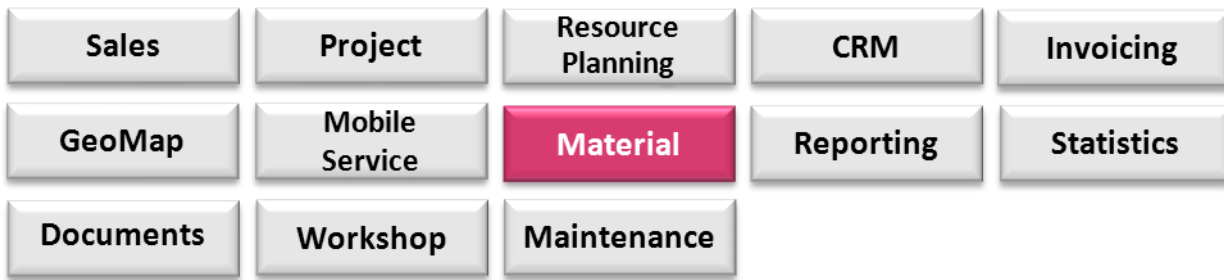 Sales
Project
Resource
Planning
CRM
Invoicing
GeoMap
Mobile
Service
Material
Reporting
Statistics
Documents
Workshop
Maintenance